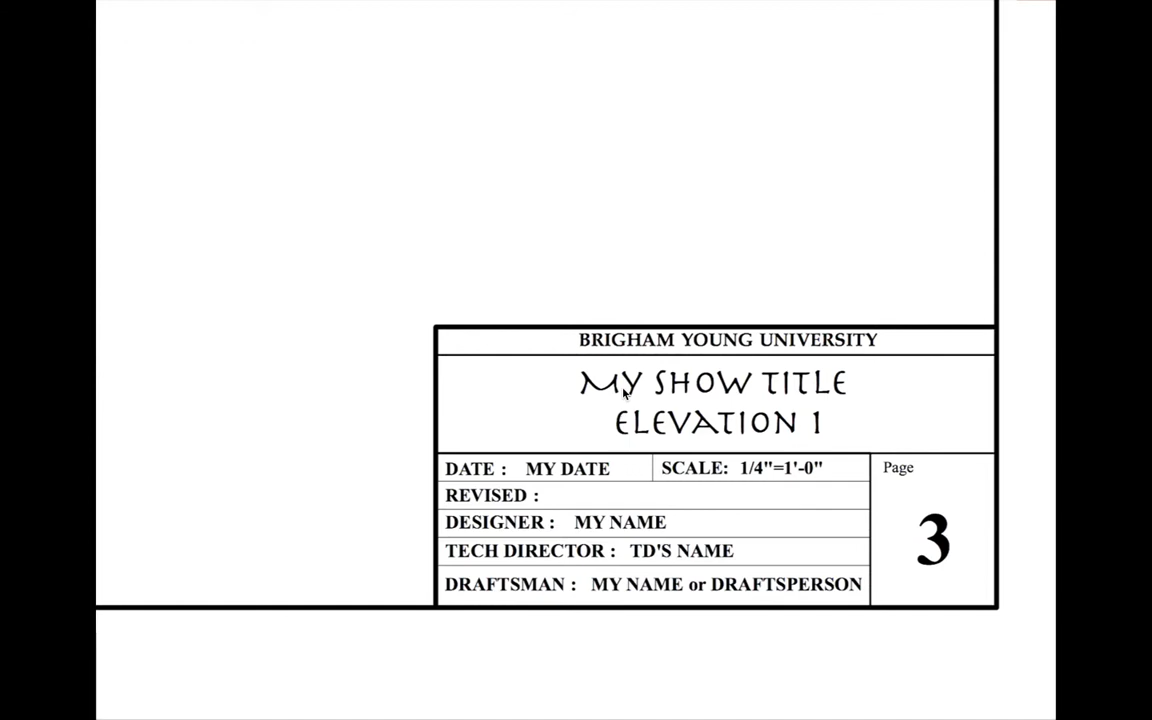 BRIGHAM YOUNG UNIVERSITY
MY SHOW TITLE
ELEVATION 1
DATE : MY DATE SCALE: 1/4"=1'-0" Page
REVISED :
DESIGNER : MY NAME
3
TECH DIRECTOR : TD'S NAME
DRAFTSMAN : MY NAME or DRAFTSPERSON